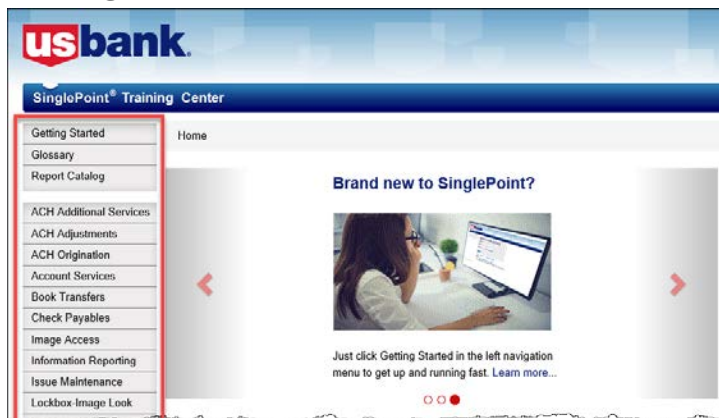 usbank
SinglePoint® Training Center
Getting Started
Glossary
Report Catalog
ACH Additional Services
ACH Adjustments
ACH Origination
Account Services
Book Transfers
Check Payables
Image Access
Information Reporting
Issue Maintenance
Lockbox-Image Look
Home
Brand new to SinglePoint?
Just click Getting Started in the left navigation
menu to get up and running fast. Learn more...